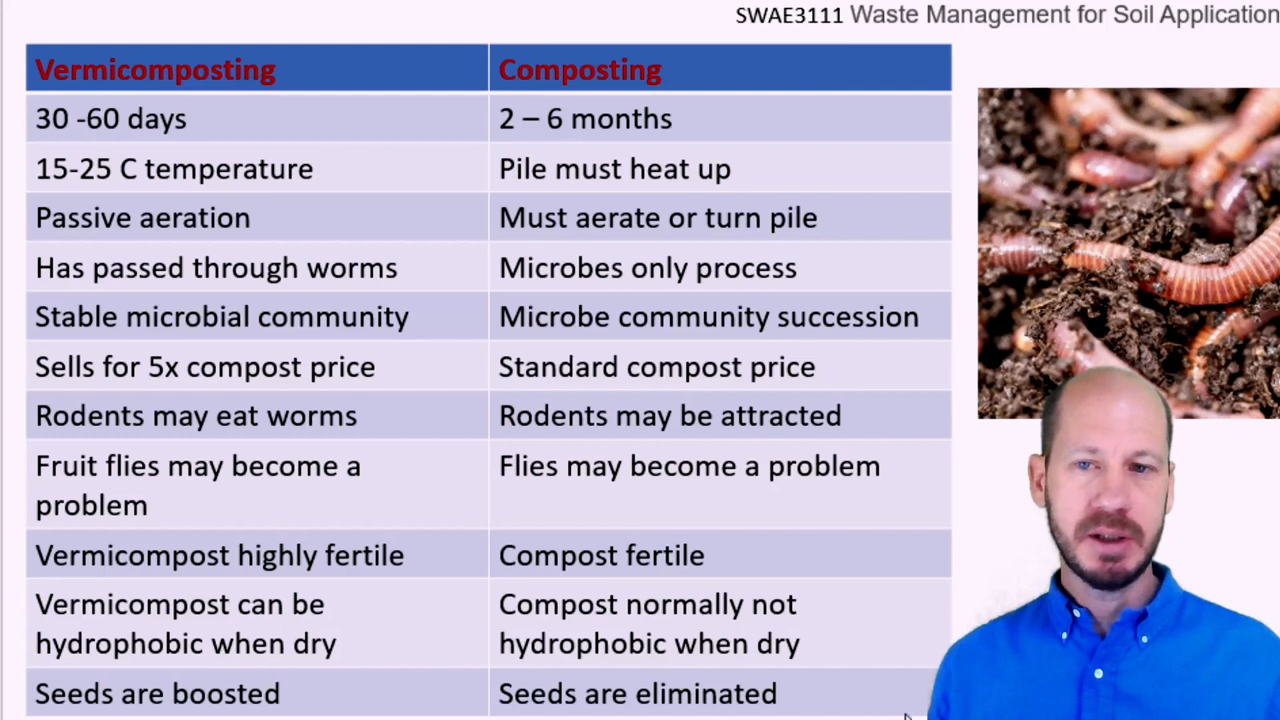 SWAE3111 Waste Management for Soil Application
Vermicomposting Composting
30 -60 days 2 – 6 months
15-25 C temperature Pile must heat up
Passive aeration Must aerate or turn pile
Has passed through worms Microbes only process
Stable microbial community Microbe community succession
Sells for 5x compost price Standard compost price
Rodents may eat worms Rodents may be attracted
Fruit flies may become a Flies may become a problem
problem
Vermicompost highly fertile Compost fertile
Vermicompost can be Compost normally not
hydrophobic when dry hydrophobic when dry
Seeds are boosted Seeds are eliminated